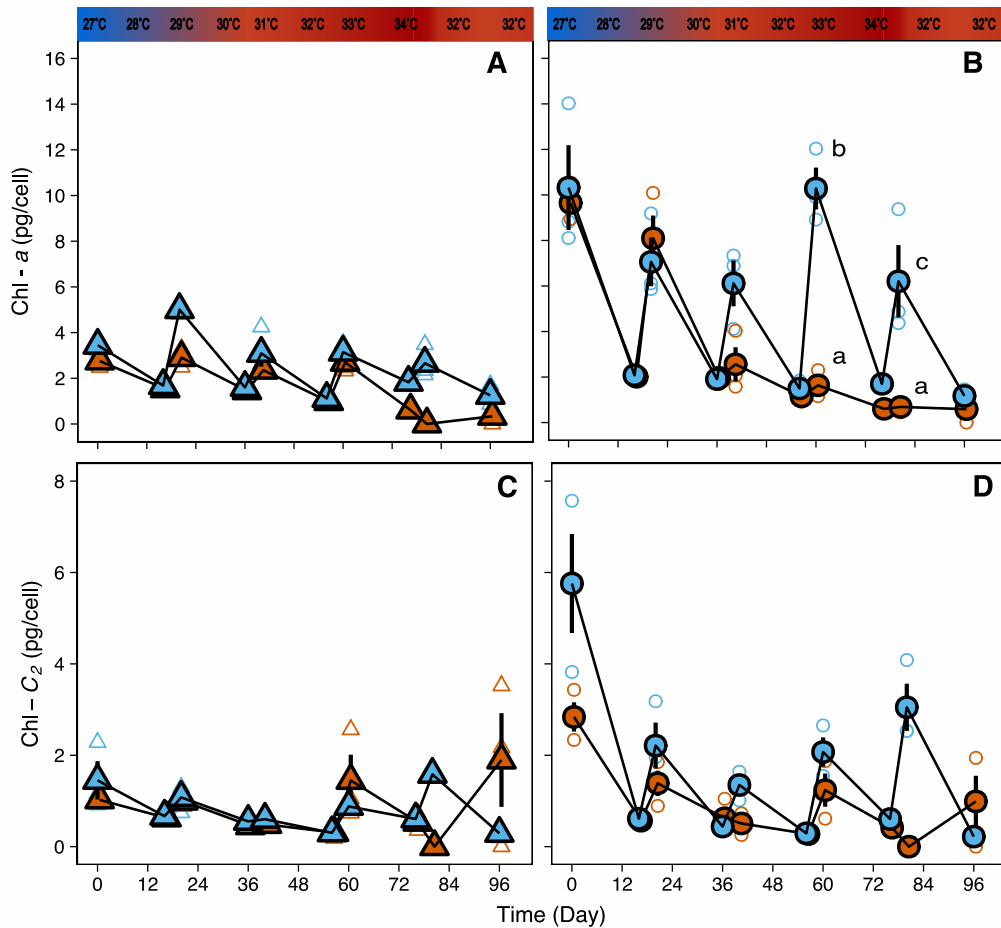 27°C 28°C 29°C 30°C 31°C 32°C 33°C 34°C 32°C 32°C
27°C 28°C 29°C 30°C 31°C 32°C 33°C 34°C 32°C 32°C
A
B
16
14
12
10
8
6
4
2
0
Chl - a (pg/cell)
b
c
a
a
C
D
8
6
4
2
0
Chl – C₂ (pg/cell)
0 12 24 36 48 60 72 84 96
0 12 24 36 48 60 72 84 96
Time (Day)